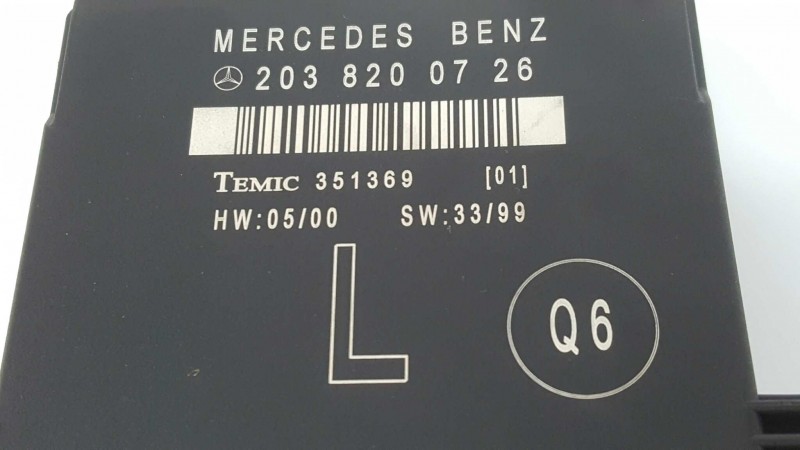 MERCEDES BENZ
203 820 07 26
TEMIC 351369 [01]
HW:05/00 SW:33/99
L
Q6